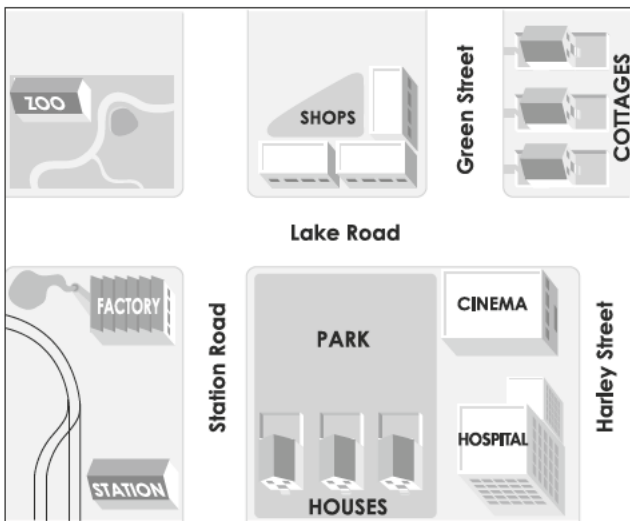 ZOO
SHOPS
Green Street
COTTAGES
Lake Road
FACTORY
Station Road
PARK
CINEMA
Harley Street
HOSPITAL
STATION
HOUSES